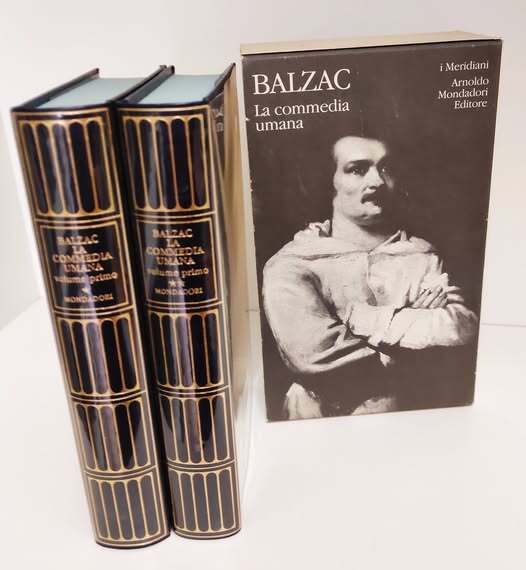 BALZAC
LA
COMMEDIA
UMANA
volume primo
MONDADORI
BALZAC
LA
COMMEDIA
UMANA
volume primo
**
MONDADORI
BALZAC
La commedia
umana
i Meridiani
Arnoldo
Mondadori
Editore